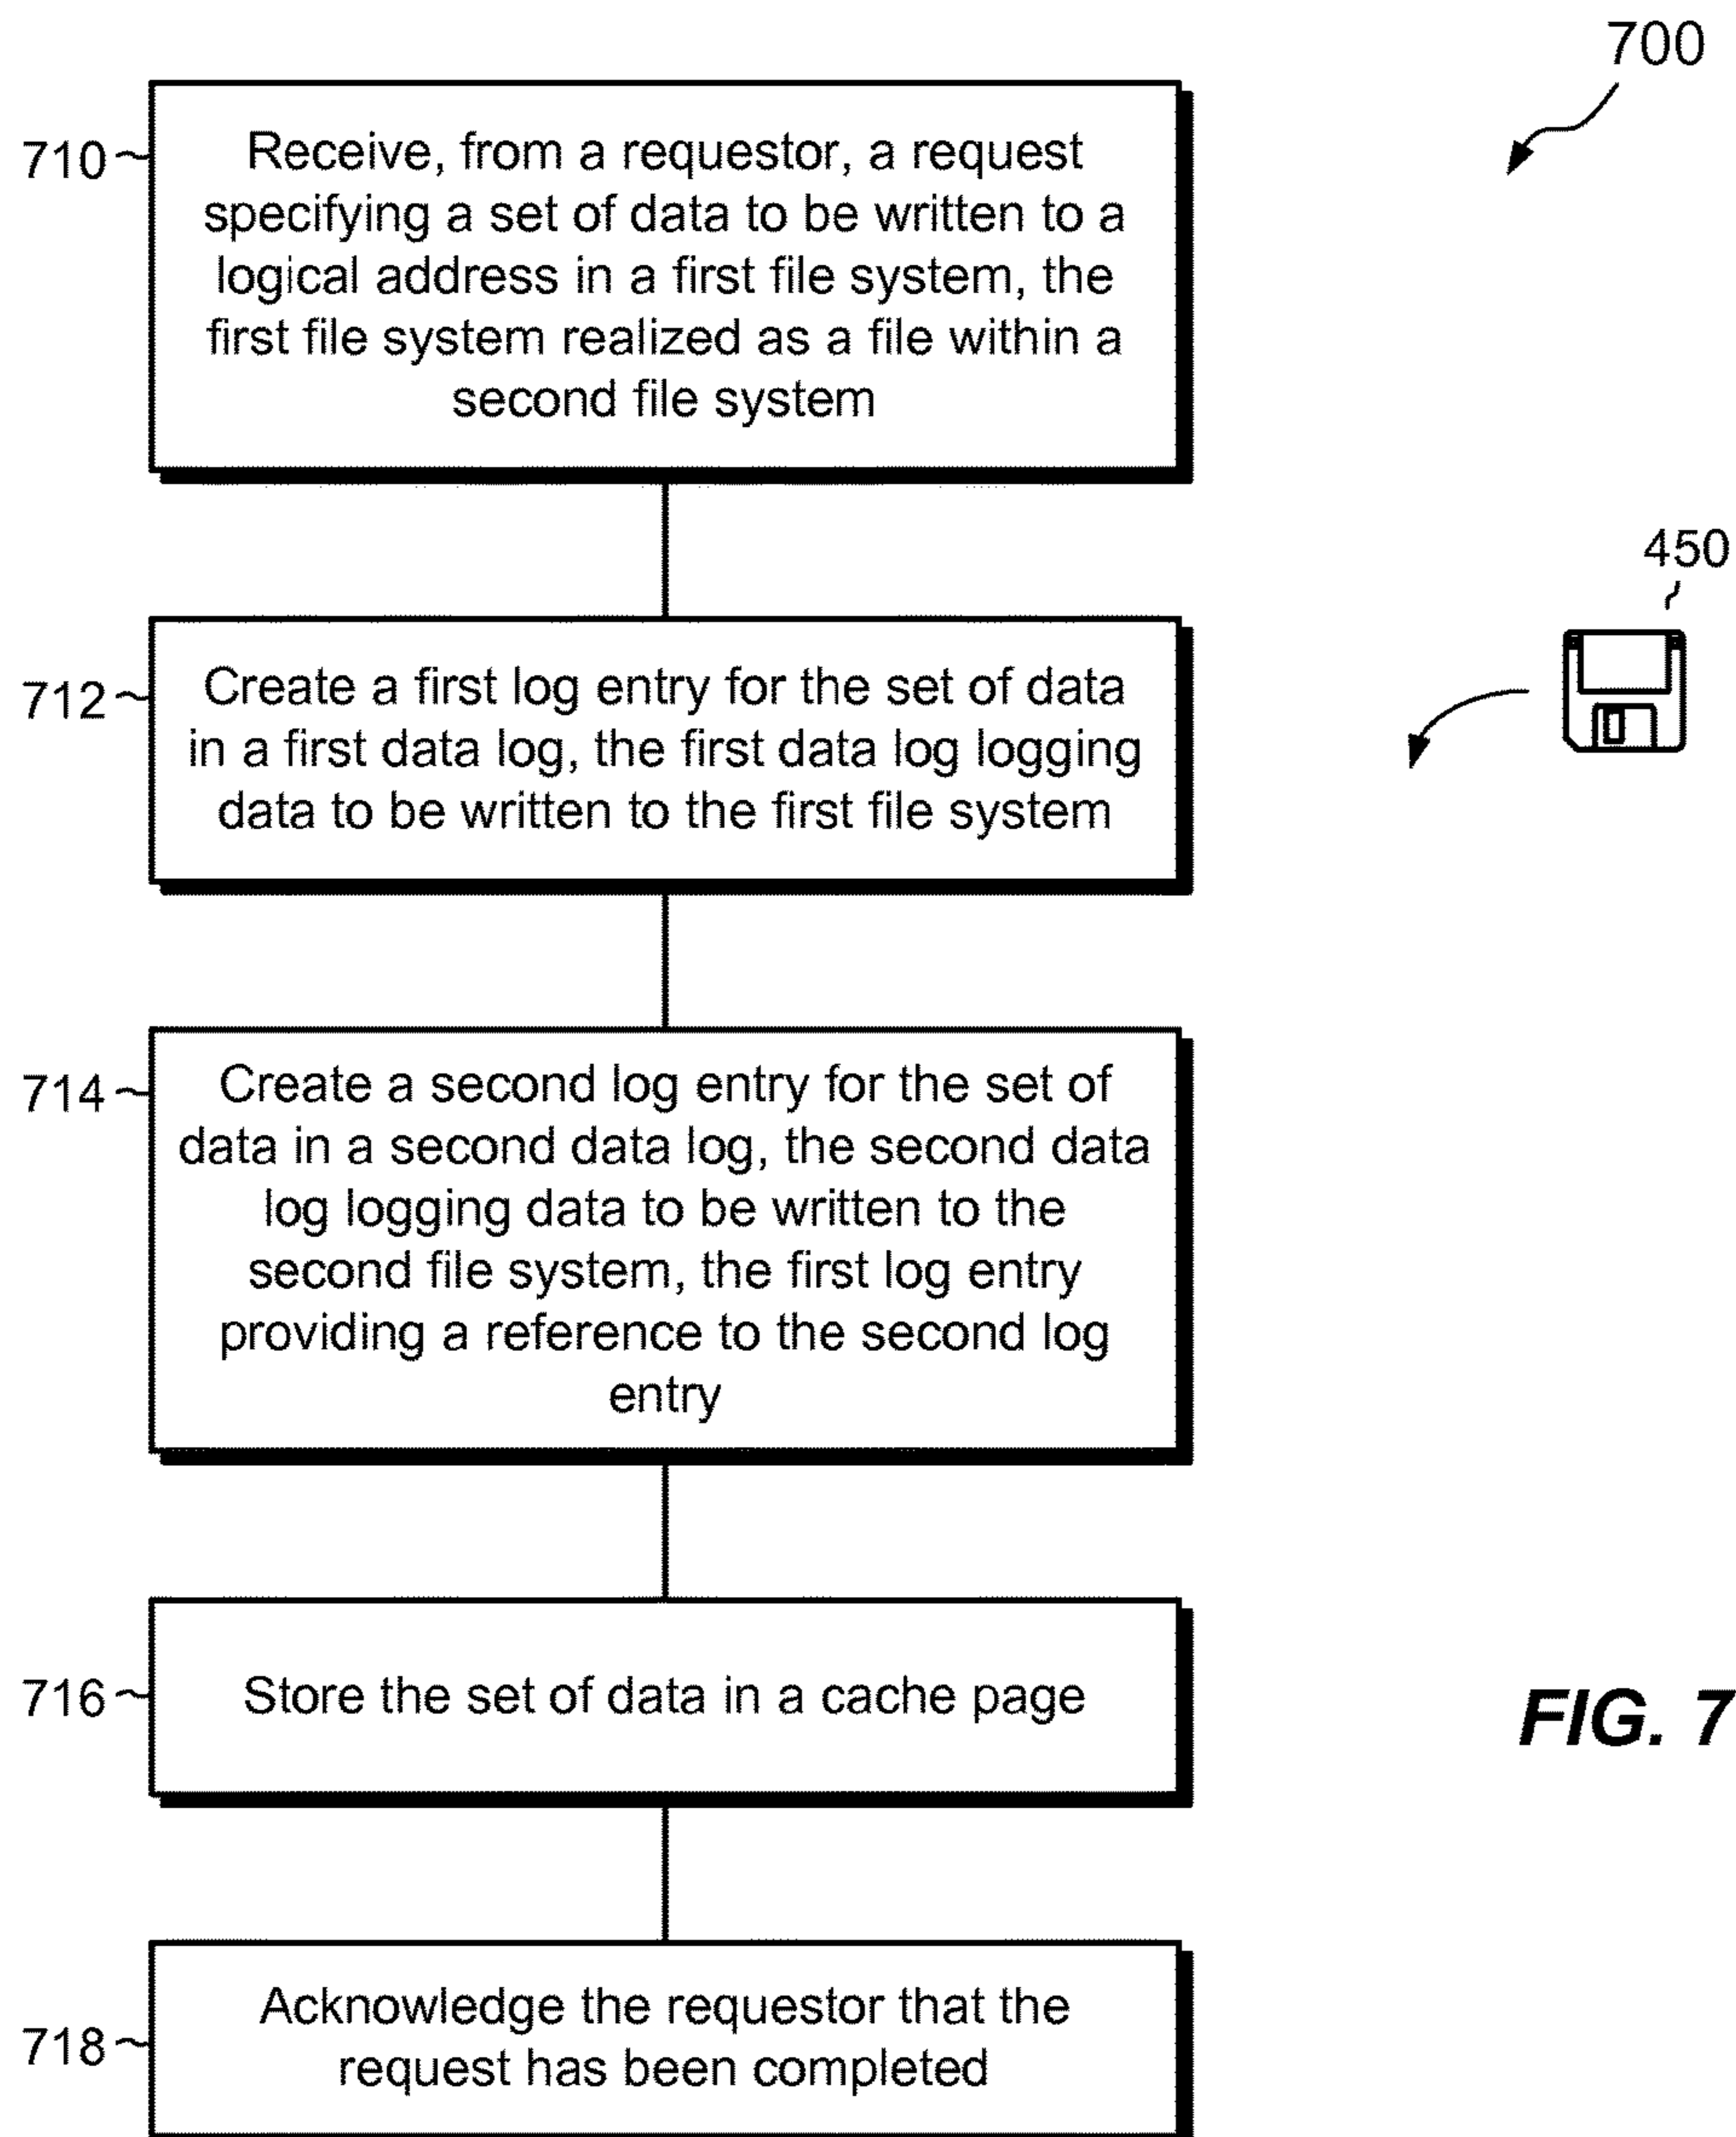 700
710
Receive, from a requestor, a request
specifying a set of data to be written to a
logical address in a first file system, the
first file system realized as a file within a
second file system
450
712
Create a first log entry for the set of data
in a first data log, the first data log logging
data to be written to the first file system
714
Create a second log entry for the set of
data in a second data log, the second data
log logging data to be written to the
second file system, the first log entry
providing a reference to the second log
entry
716
Store the set of data in a cache page
FIG. 7
718
Acknowledge the requestor that the
request has been completed